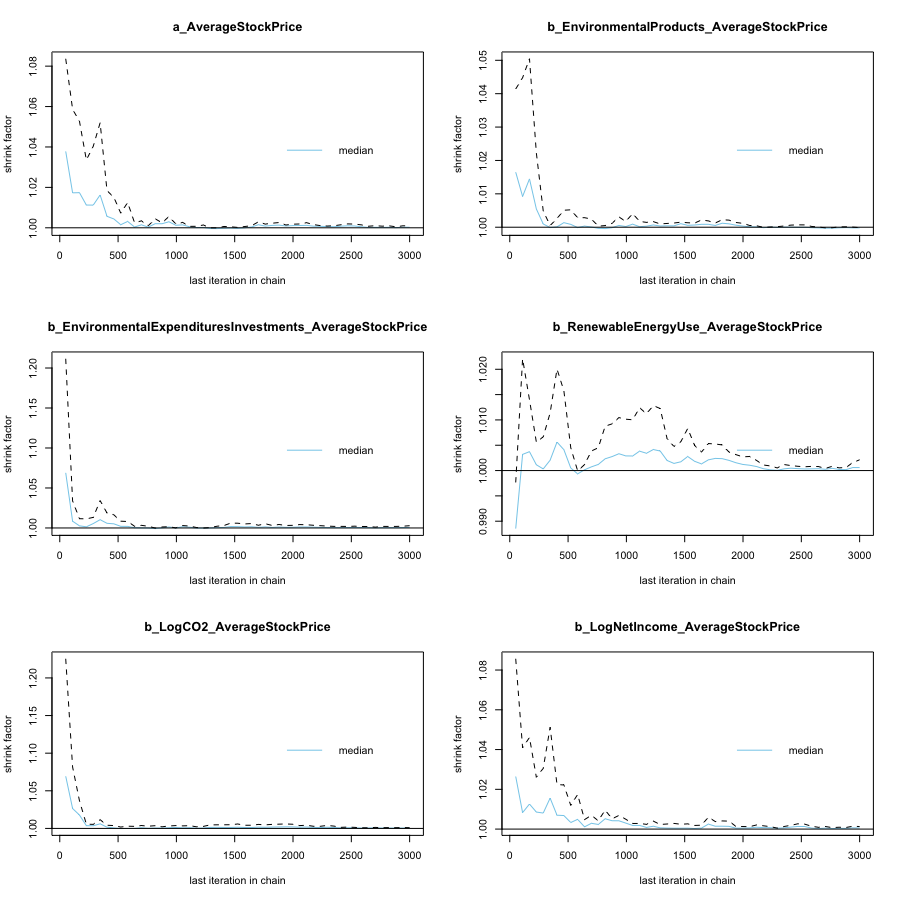 a_AverageStockPrice
shrink factor
1.00 1.02 1.04 1.06 1.08
median
0 500 1000 1500 2000 2500 3000
last iteration in chain
b_EnvironmentalProducts_AverageStockPrice
shrink factor
1.00 1.01 1.02 1.03 1.04 1.05
median
0 500 1000 1500 2000 2500 3000
last iteration in chain
b_EnvironmentalExpendituresInvestments_AverageStockPrice
shrink factor
1.00 1.05 1.10 1.15 1.20
median
0 500 1000 1500 2000 2500 3000
last iteration in chain
b_RenewableEnergyUse_AverageStockPrice
shrink factor
0.990 1.000 1.010 1.020
median
0 500 1000 1500 2000 2500 3000
last iteration in chain
b_LogCO2_AverageStockPrice
shrink factor
1.00 1.05 1.10 1.15 1.20
median
0 500 1000 1500 2000 2500 3000
last iteration in chain
b_LogNetIncome_AverageStockPrice
shrink factor
1.00 1.02 1.04 1.06 1.08
median
0 500 1000 1500 2000 2500 3000
last iteration in chain